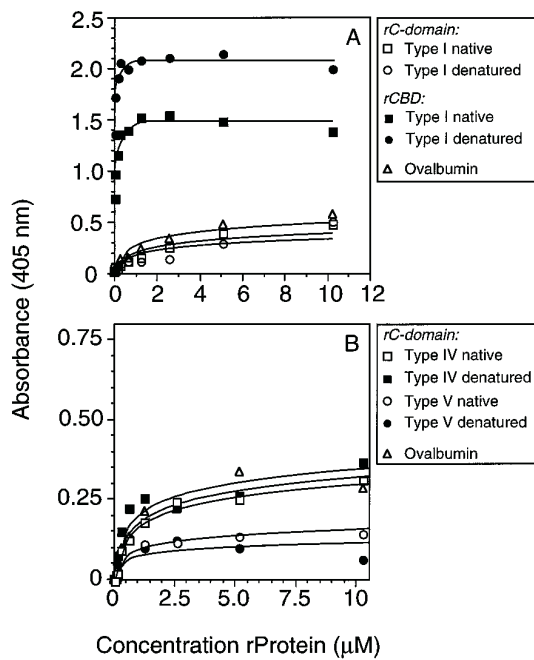 A
2.5
2.0
1.5
1.0
0.5
0
0 2 4 6 8 10 12
rC-domain:
Type I native
Type I denatured
rCBD:
Type I native
Type I denatured
Ovalbumin
Absorbance (405 nm)
B
0.75
0.50
0.25
0
0 2.5 5.0 7.5 10
rC-domain:
Type IV native
Type IV denatured
Type V native
Type V denatured
Ovalbumin
Concentration rProtein (μM)